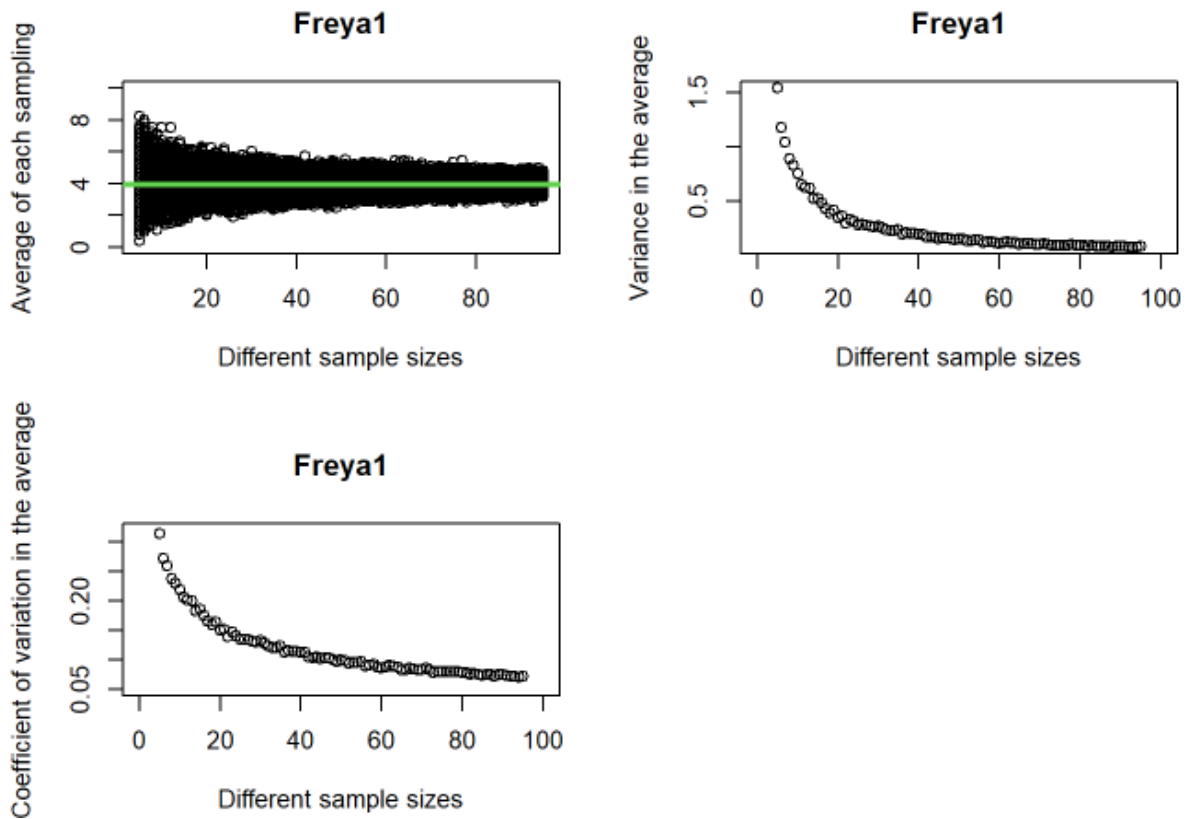 Freya1
Average of each sampling
8
4
0
20 40 60 80
Different sample sizes
Freya1
Variance in the average
1.5
0.5
0 20 40 60 80 100
Different sample sizes
Freya1
Coefficient of variation in the average
0.20
0.05
0 20 40 60 80 100
Different sample sizes